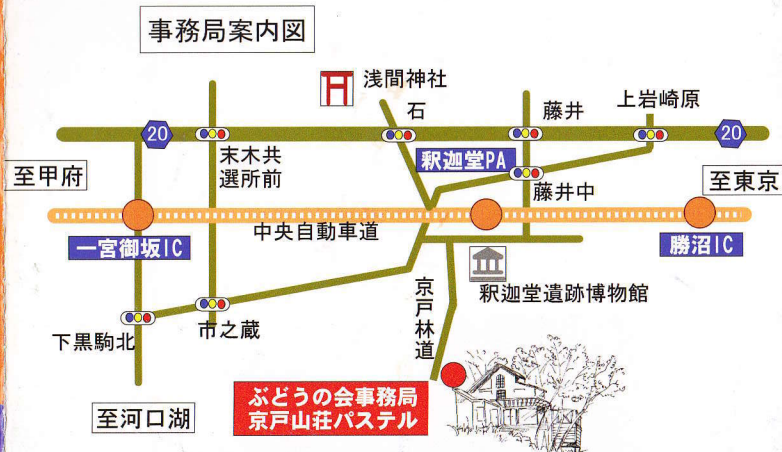 事務局案内図
浅間神社
石
藤井
上岩崎原
20
20
末木共
選所前
釈迦堂PA
至甲府
藤井中
至東京
中央自動車道
一宮御坂IC
勝沼IC
京戸林道
釈迦堂遺跡博物館
市之蔵
下黒駒北
ぶどうの会事務局
京戸山荘パステル
至河口湖